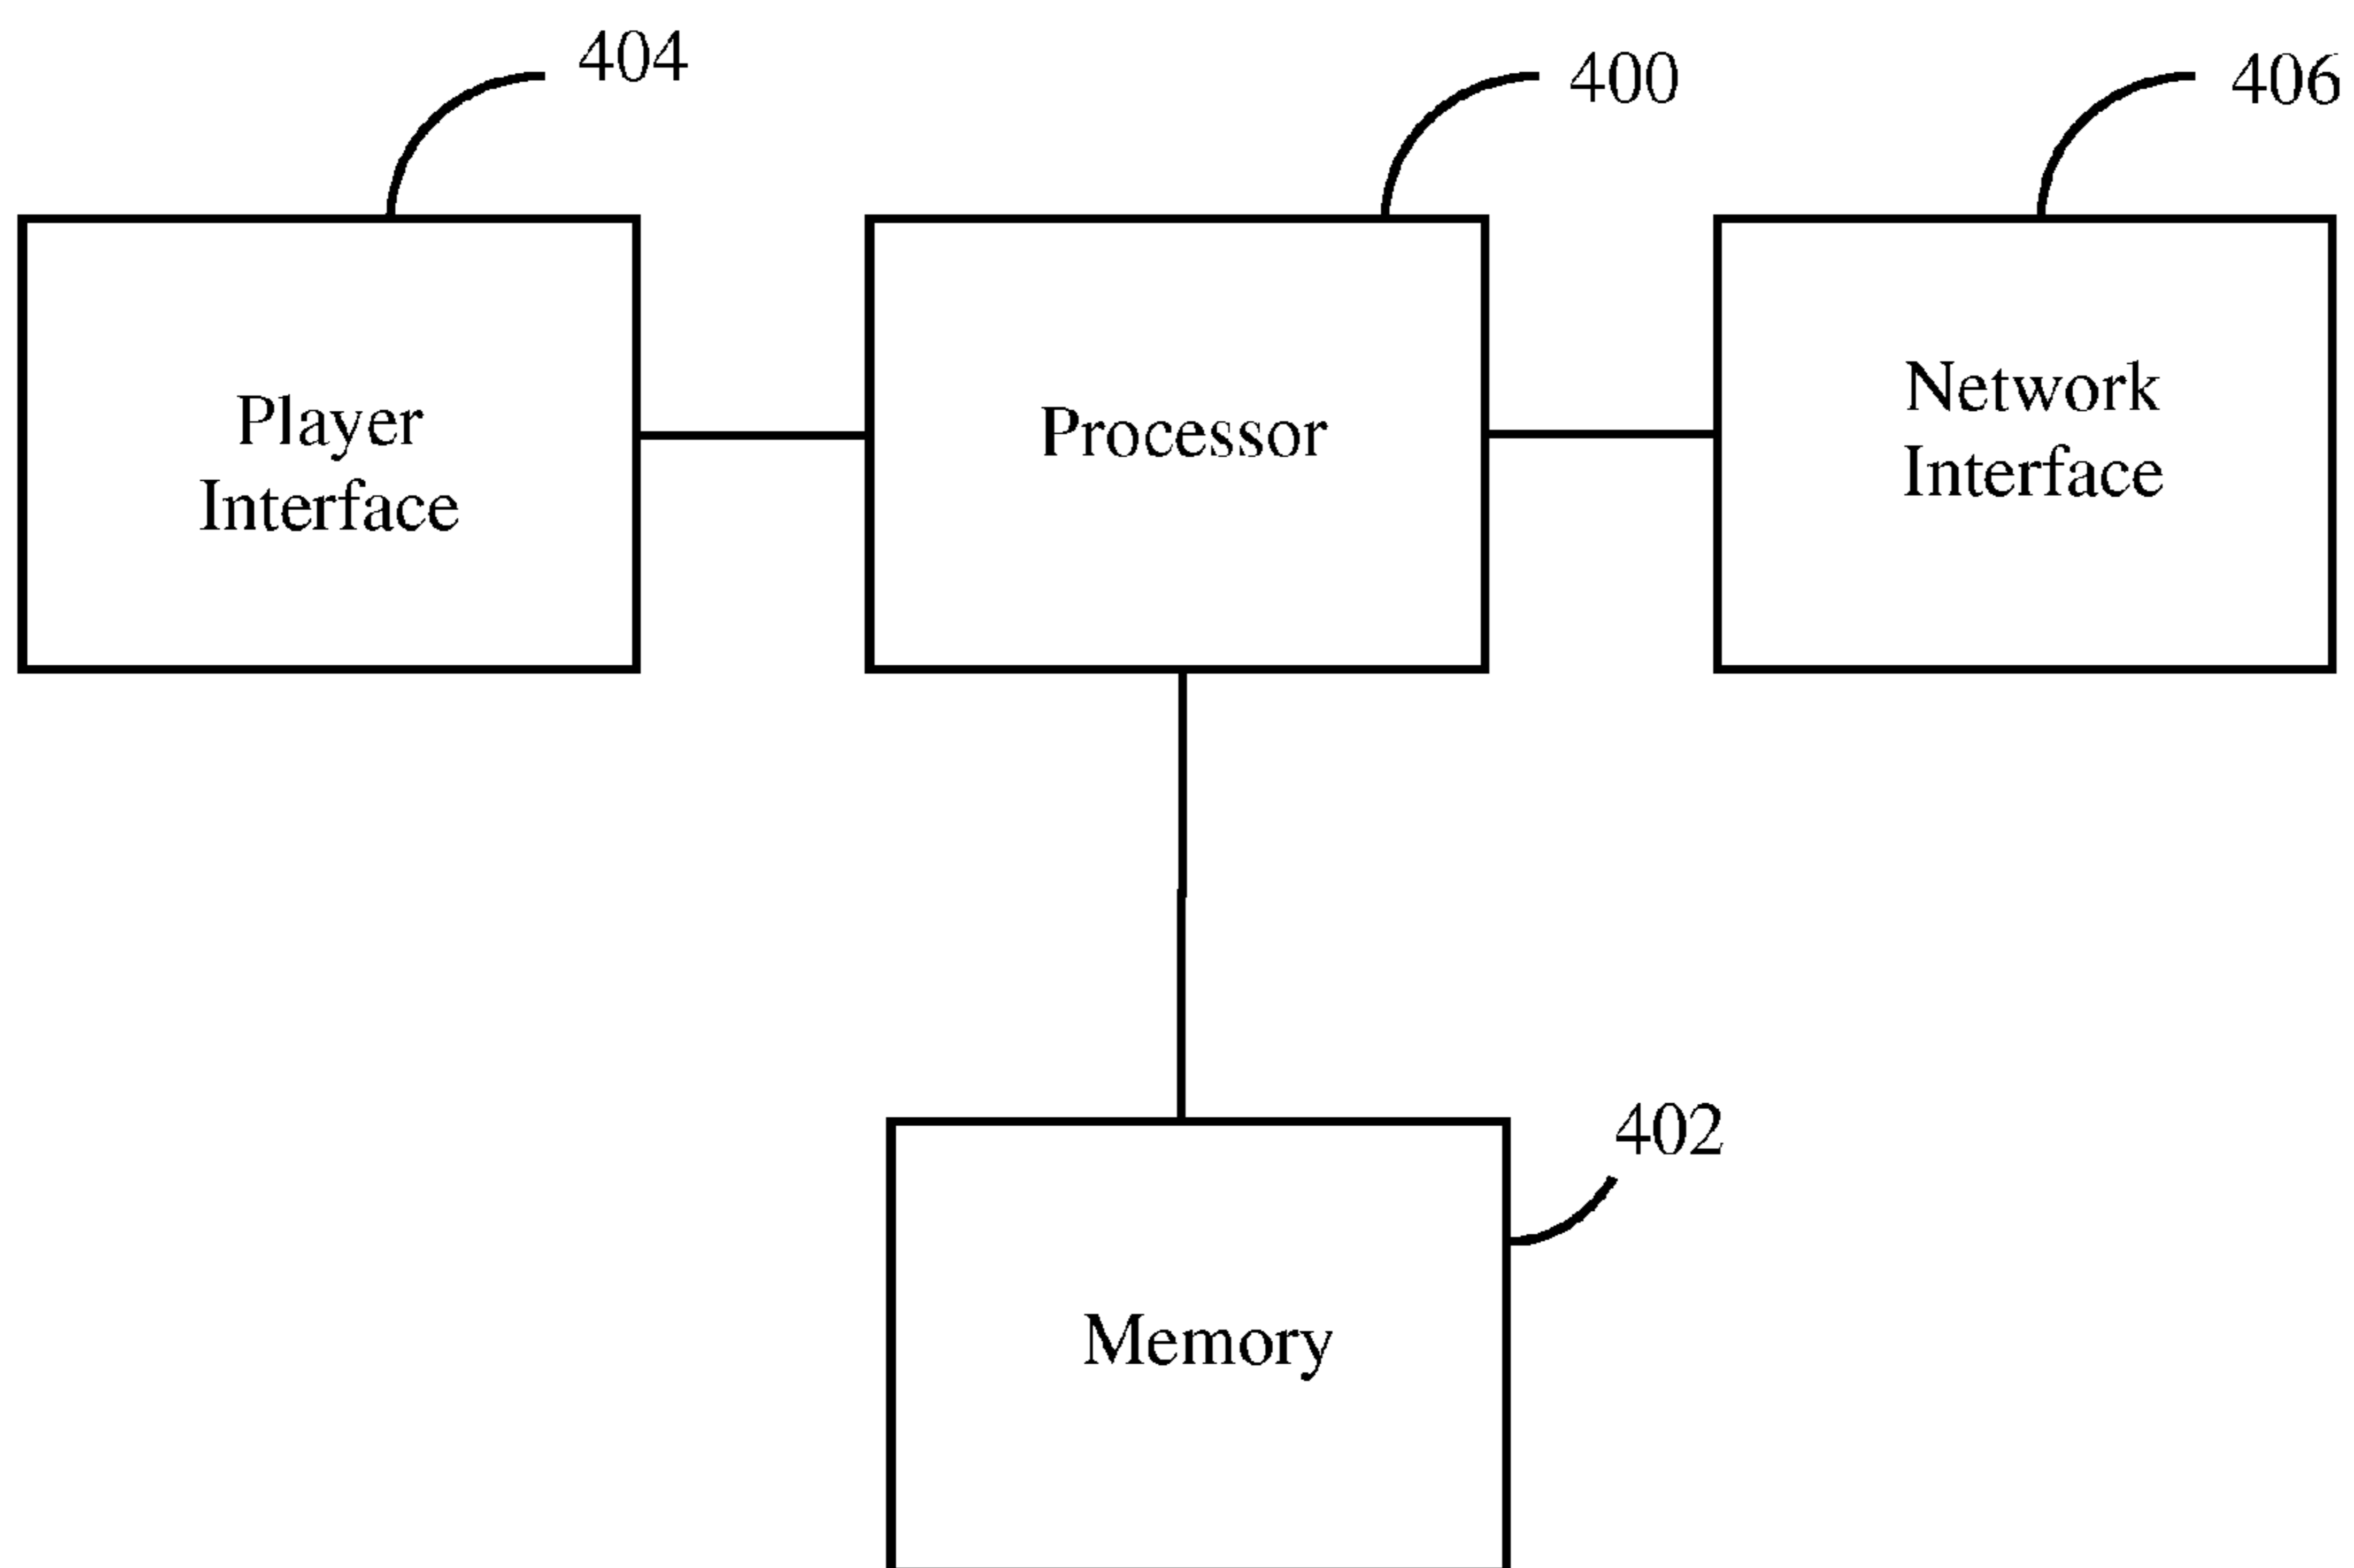 404
400
406
Player
Interface
Processor
Network
Interface
402
Memory